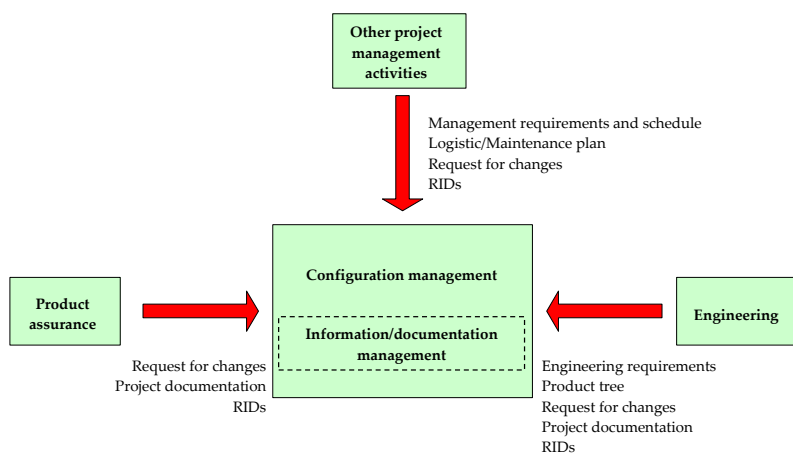 Other project
management
activities
Management requirements and schedule
Logistic/Maintenance plan
Request for changes
RIDs
Configuration management
Product
assurance
Information/documentation
management
Engineering
Request for changes
Project documentation
RIDs
Engineering requirements
Product tree
Request for changes
Project documentation
RIDs